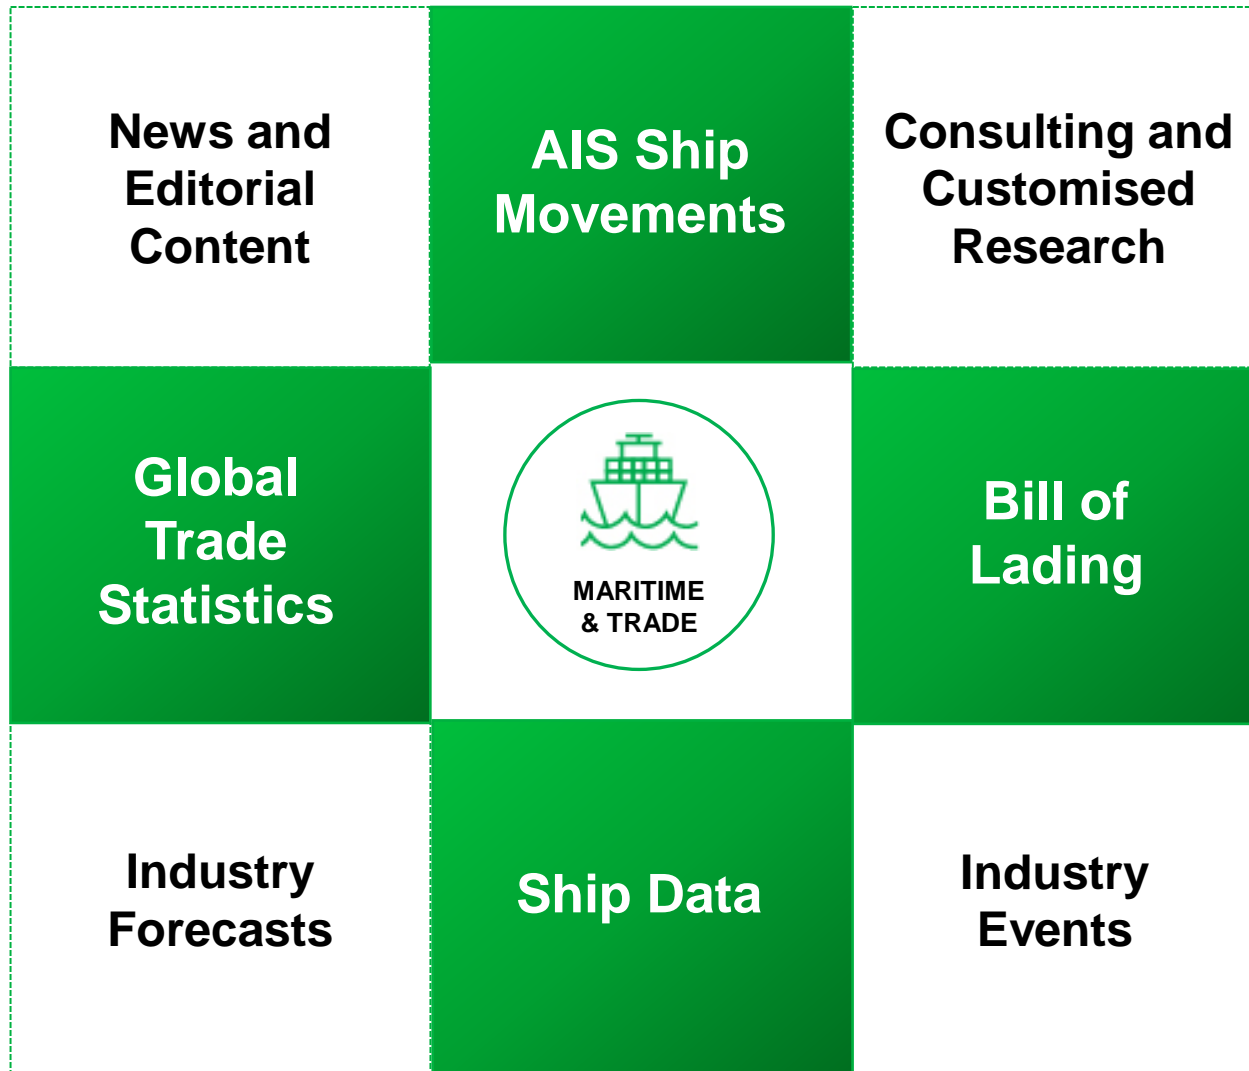 News and
Editorial
Content
AIS Ship
Movements
Consulting and
Customised
Research
Global
Trade
Statistics
MARITIME
& TRADE
Bill of
Lading
Industry
Forecasts
Ship Data
Industry
Events